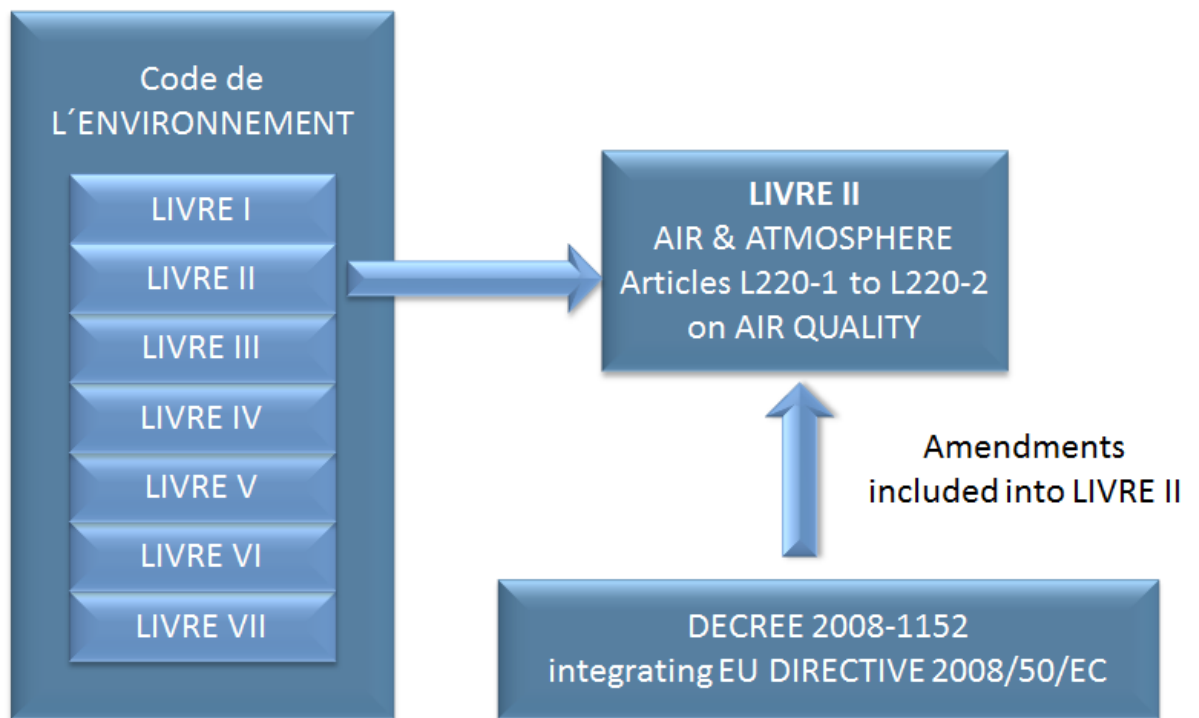 Code de
L´ENVIRONNEMENT
LIVRE I
LIVRE II
LIVRE III
LIVRE IV
LIVRE V
LIVRE VI
LIVRE VII
LIVRE II
AIR & ATMOSPHERE
Articles L220-1 to L220-2
on AIR QUALITY
Amendments
included into LIVRE II
DECREE 2008-1152
integrating EU DIRECTIVE 2008/50/EC